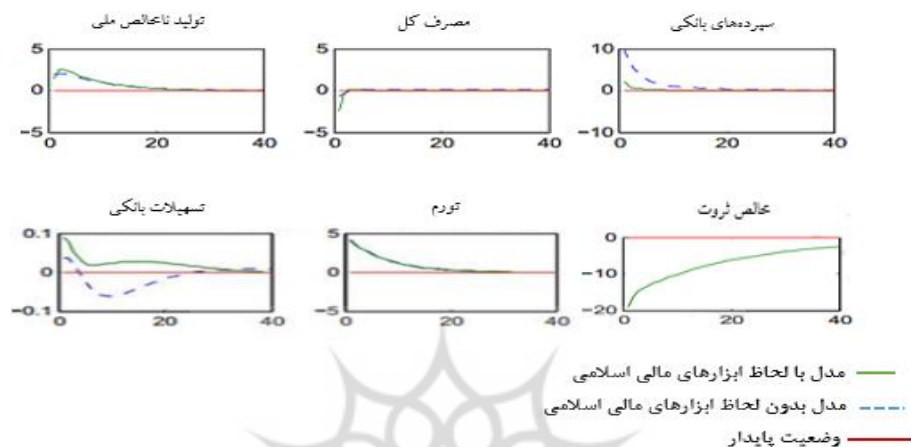 سپرده‌های بانکی
مصرف کل
تولید ناخالص ملی
10
0
−10
0 20 40
5
0
−5
0 20 40
5
0
−5
0 20 40
خالص ثروت
تورم
تسهیلات بانکی
0
−10
−20
0 20 40
5
0
−5
0 20 40
0.1
0
−0.1
0 20 40
مدل با لحاظ ابزارهای مالی اسلامی
مدل بدون لحاظ ابزارهای مالی اسلامی
وضعیت پایدار